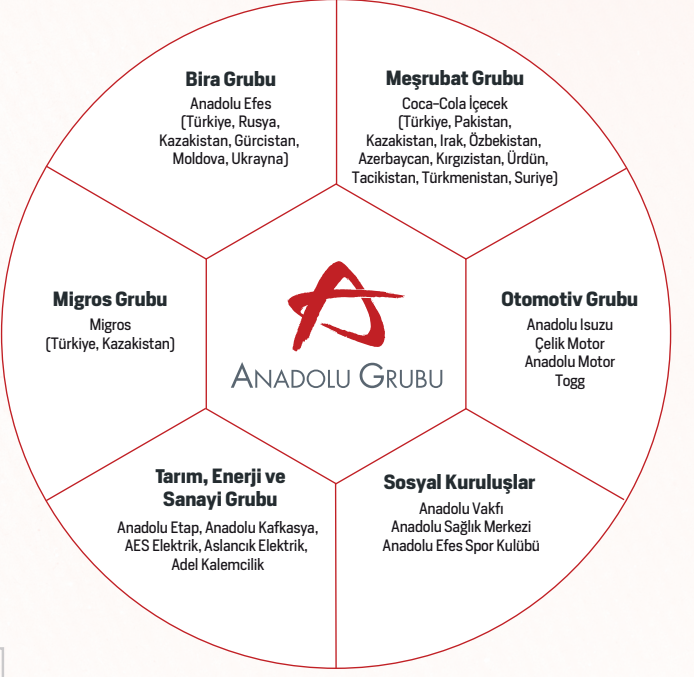 Bira Grubu
Anadolu Efes
(Türkiye, Rusya,
Kazakistan, Gürcistan,
Moldova, Ukrayna)
Meşrubat Grubu
Coca-Cola İçecek
(Türkiye, Pakistan,
Kazakistan, Irak, Özbekistan,
Azerbaycan, Kırgızistan, Ürdün,
Tacikistan, Türkmenistan, Suriye)
Migros Grubu
Migros
(Türkiye, Kazakistan)
ANADOLU GRUBU
Otomotiv Grubu
Anadolu Isuzu
Çelik Motor
Anadolu Motor
Togg
Tarım, Enerji ve
Sanayi Grubu
Anadolu Etap, Anadolu Kafkasya,
AES Elektrik, Aslancık Elektrik,
Adel Kalemcilik
Sosyal Kuruluşlar
Anadolu Vakfı
Anadolu Sağlık Merkezi
Anadolu Efes Spor Kulübü